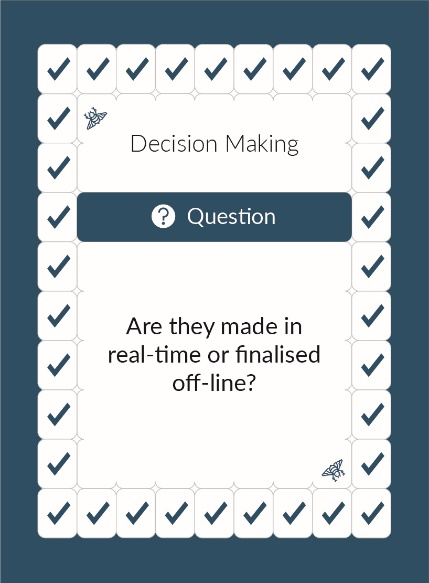 Decision Making
? Question
Are they made in
real-time or finalised
off-line?